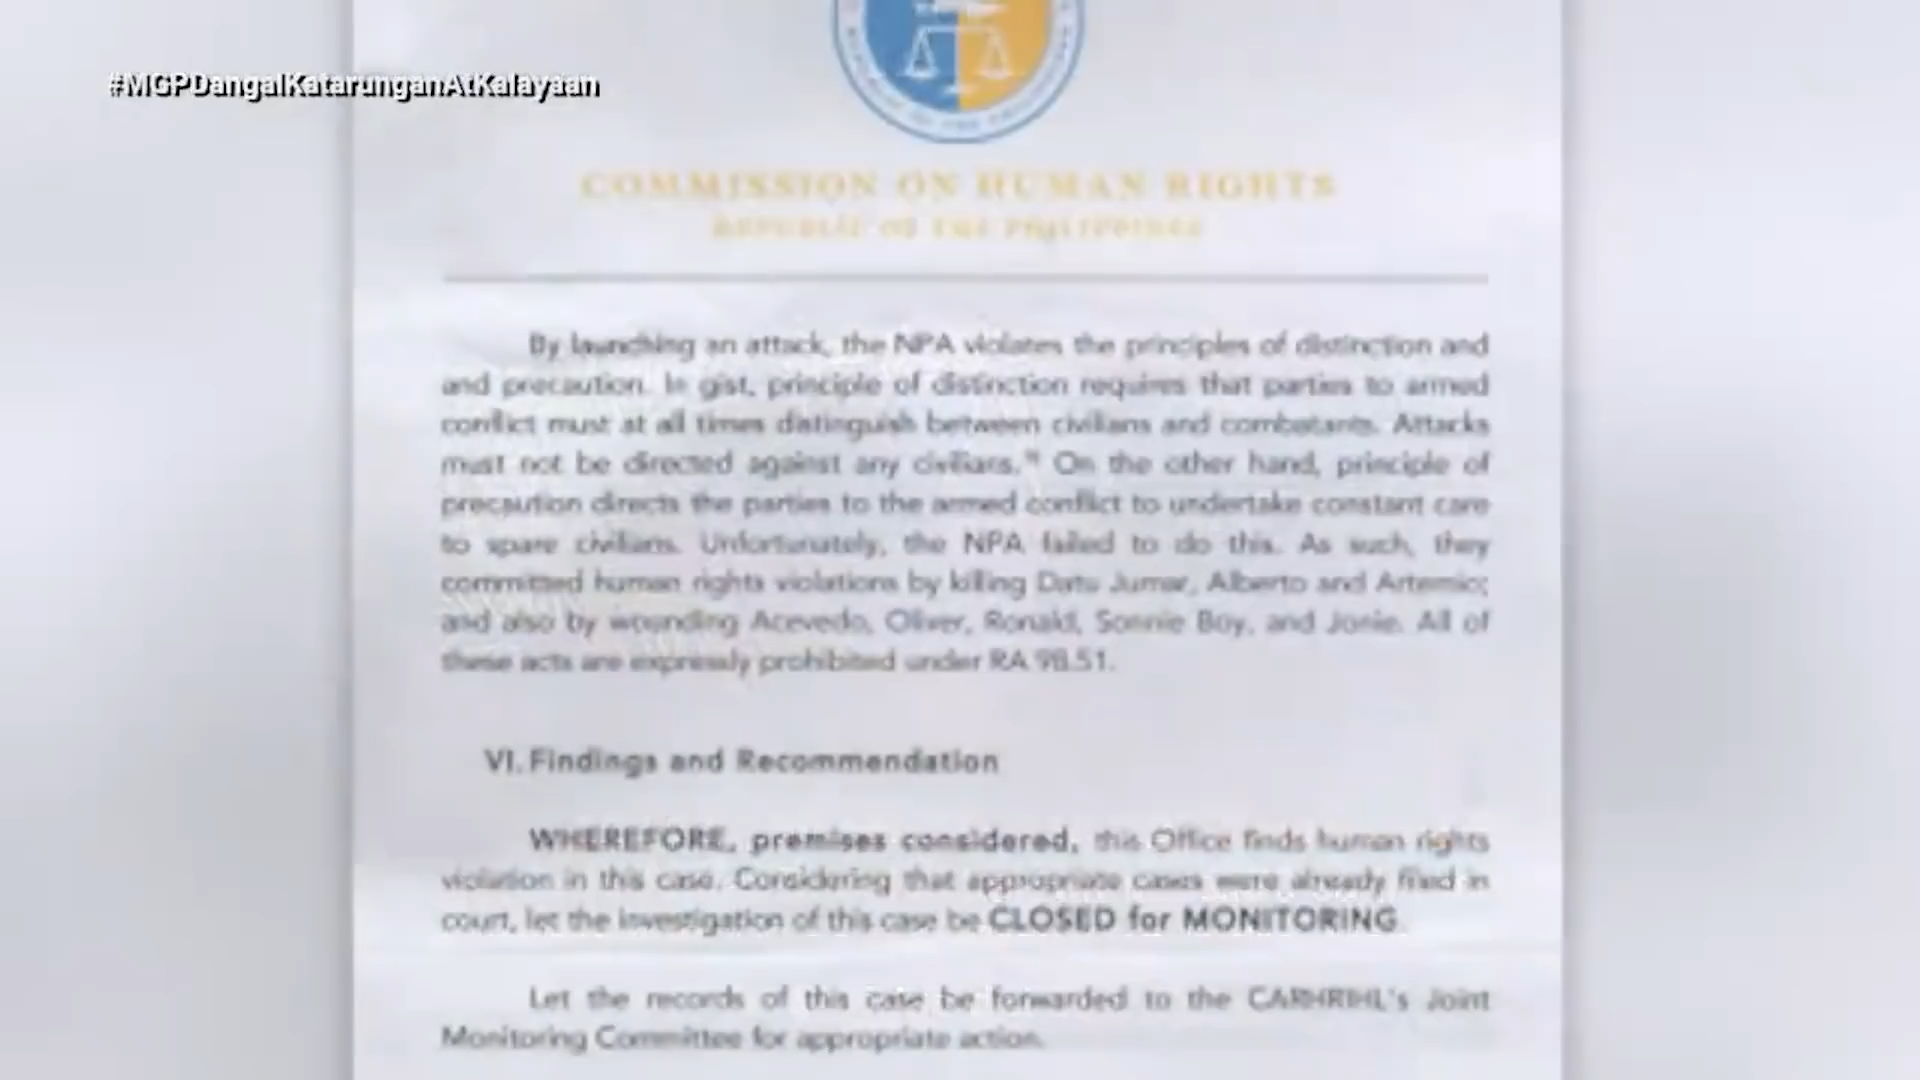 #MGPDangalKatarunganAtKalayaan
COMMISSION ON HUMAN RIGHTS
REPUBLIC OF THE PHILIPPINES
By launching an attack, the NPA violates the principles of distinction and
and precaution. In gist, principle of distinction requires that parties to armed
conflict must at all times distinguish between civilians and combatants. Attacks
must not be directed against any civilians. On the other hand, principle of
precaution directs the parties to the armed conflict to undertake constant care
to spare civilians. Unfortunately, the NPA failed to do this. As such, they
committed human rights violations by killing Datu Jumar, Alberto and Artemio;
and also by wounding Acevedo, Oliver, Ronald, Sonnie Boy, and Jonie. All of
these acts are expressly prohibited under RA 9851.
VI. Findings and Recommendation
WHEREFORE, premises considered, this Office finds human rights
violation in this case. Considering that appropriate cases were already filed in
court, let the investigation of this case be CLOSED for MONITORING.
Let the records of this case be forwarded to the CARHRIHL's Joint
Monitoring Committee for appropriate action.